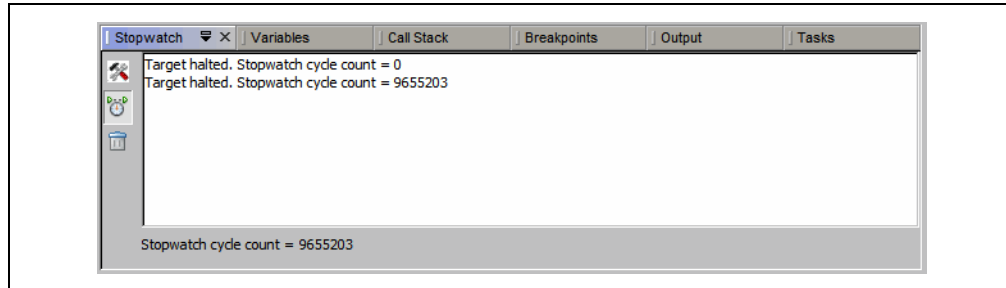 Stopwatch Variables Call Stack Breakpoints Output Tasks
Target halted. Stopwatch cycle count = 0
Target halted. Stopwatch cycle count = 9655203
Stopwatch cycle count = 9655203